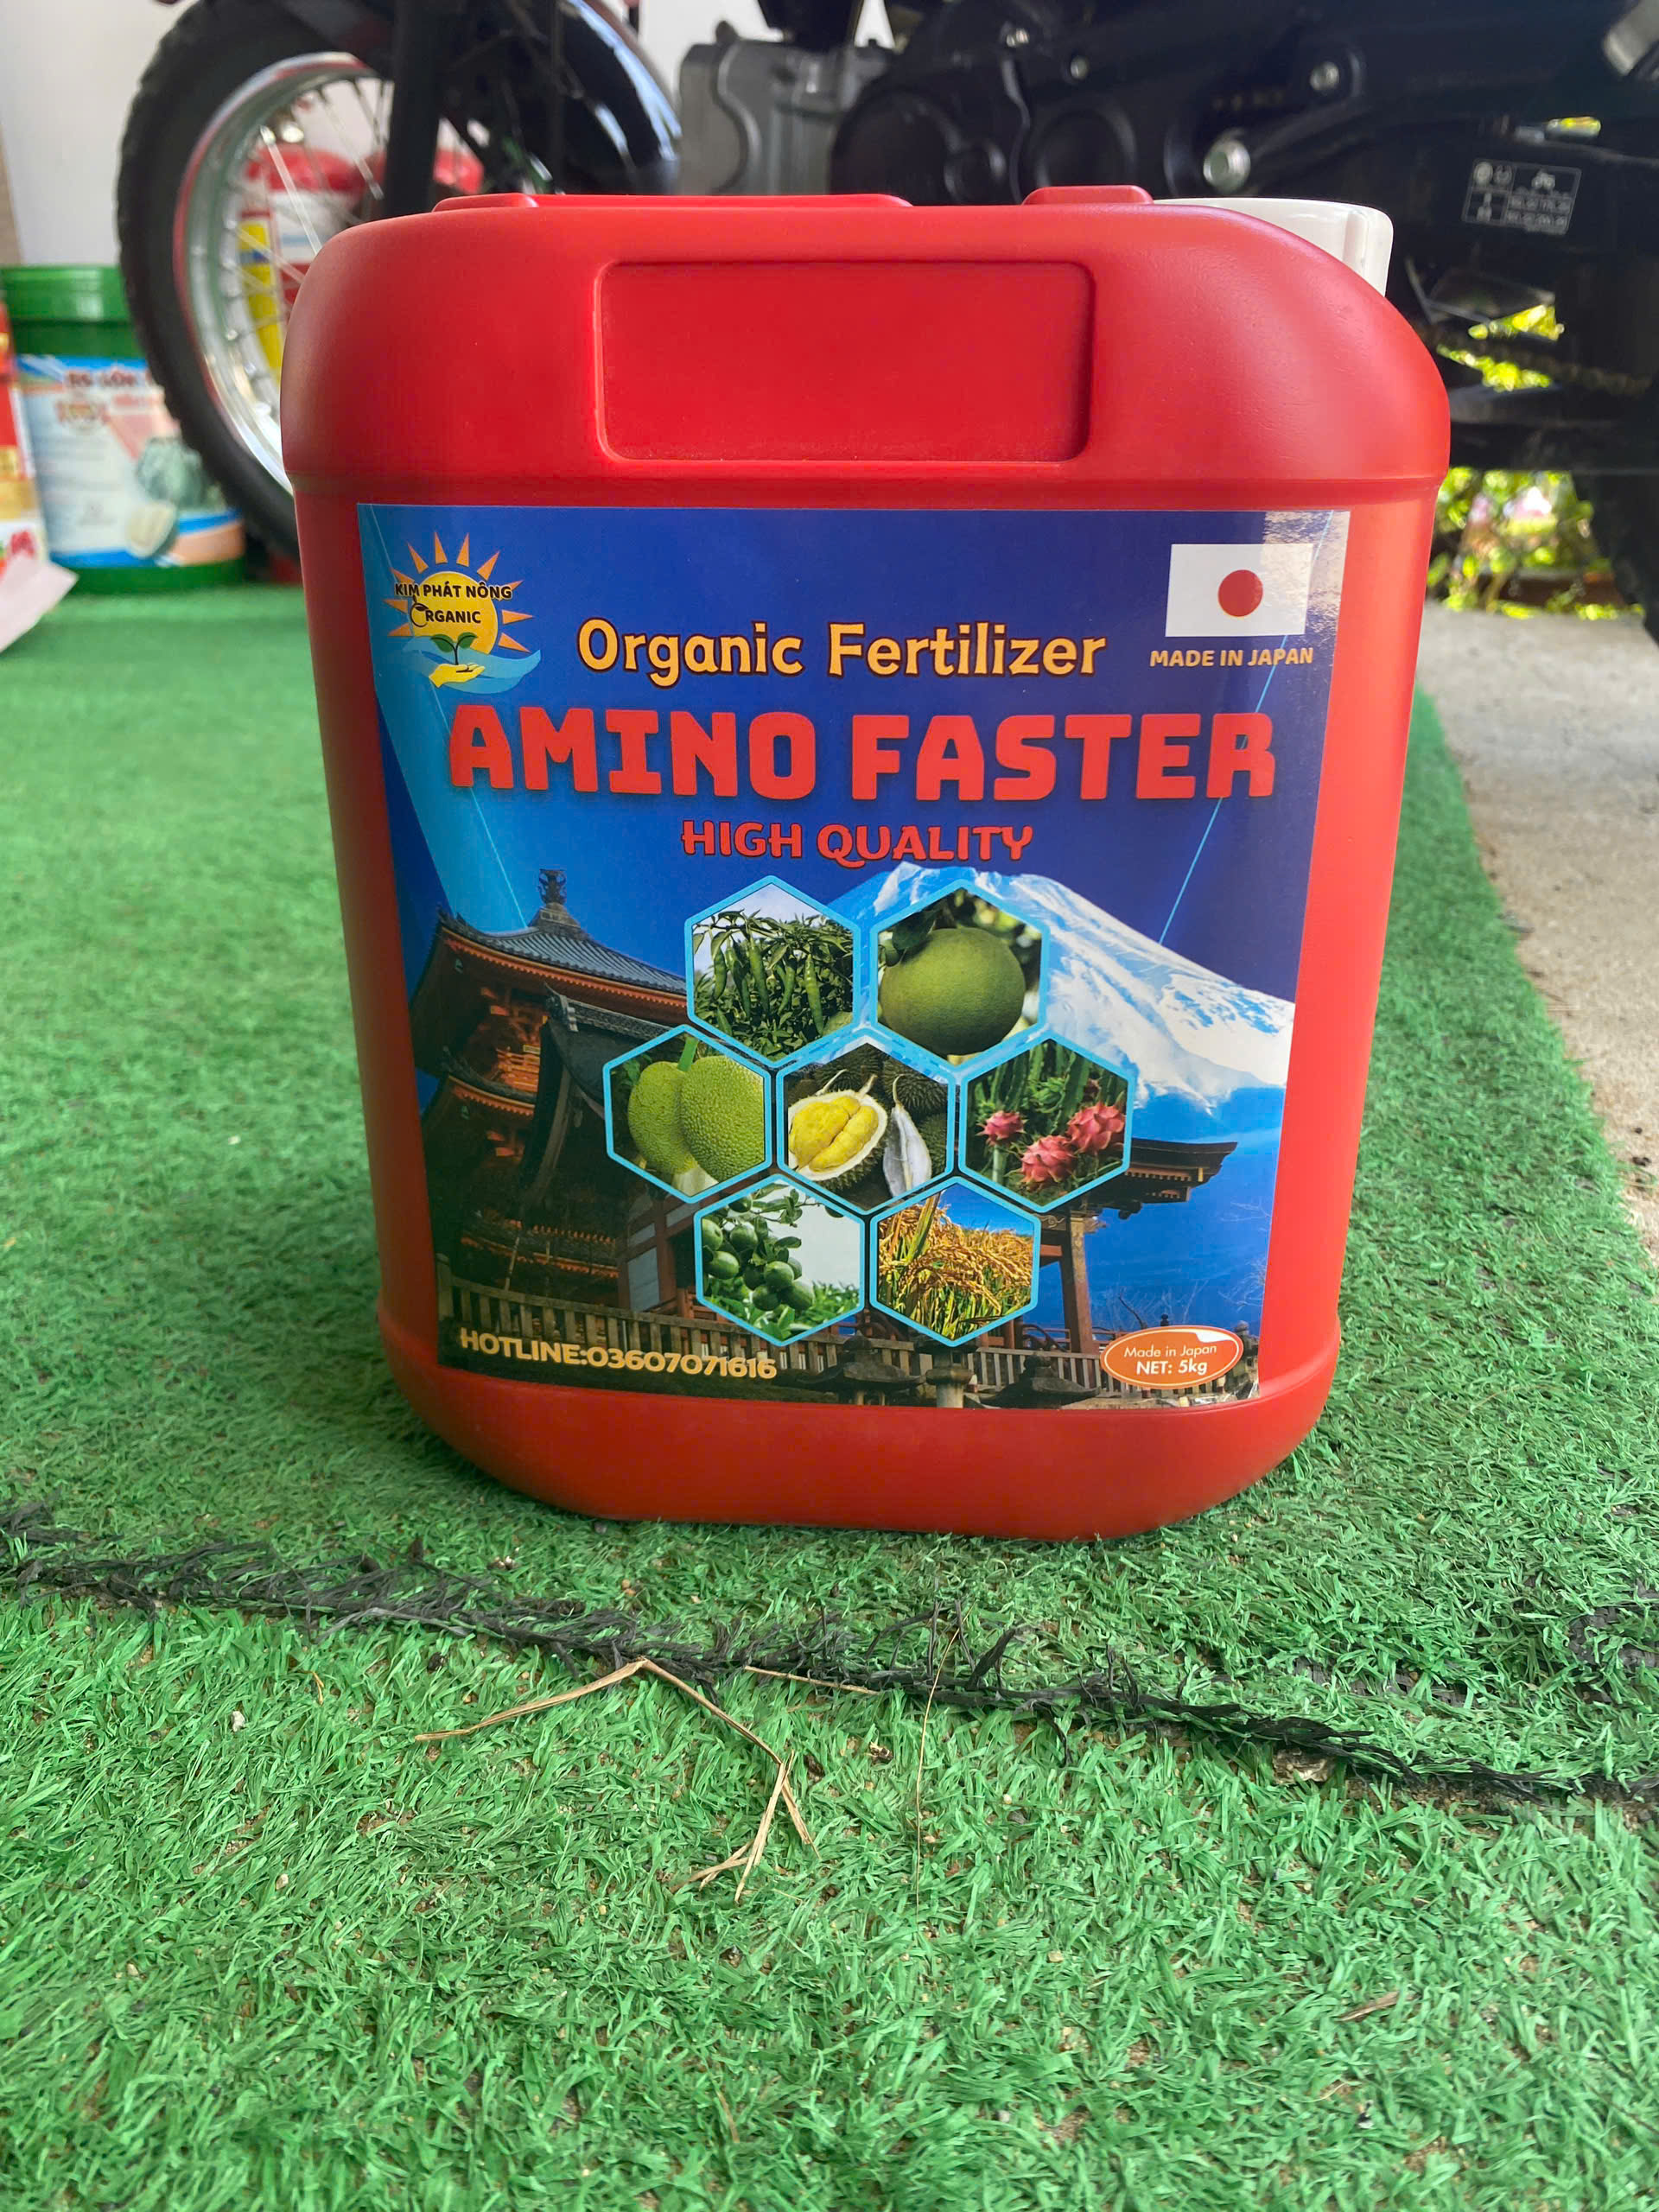 KIM PHÁT NÔNG
ORGANIC
Organic Fertilizer
MADE IN JAPAN
AMINO FASTER
HIGH QUALITY
HOTLINE:03607071616
Made in Japan
NET: 5kg